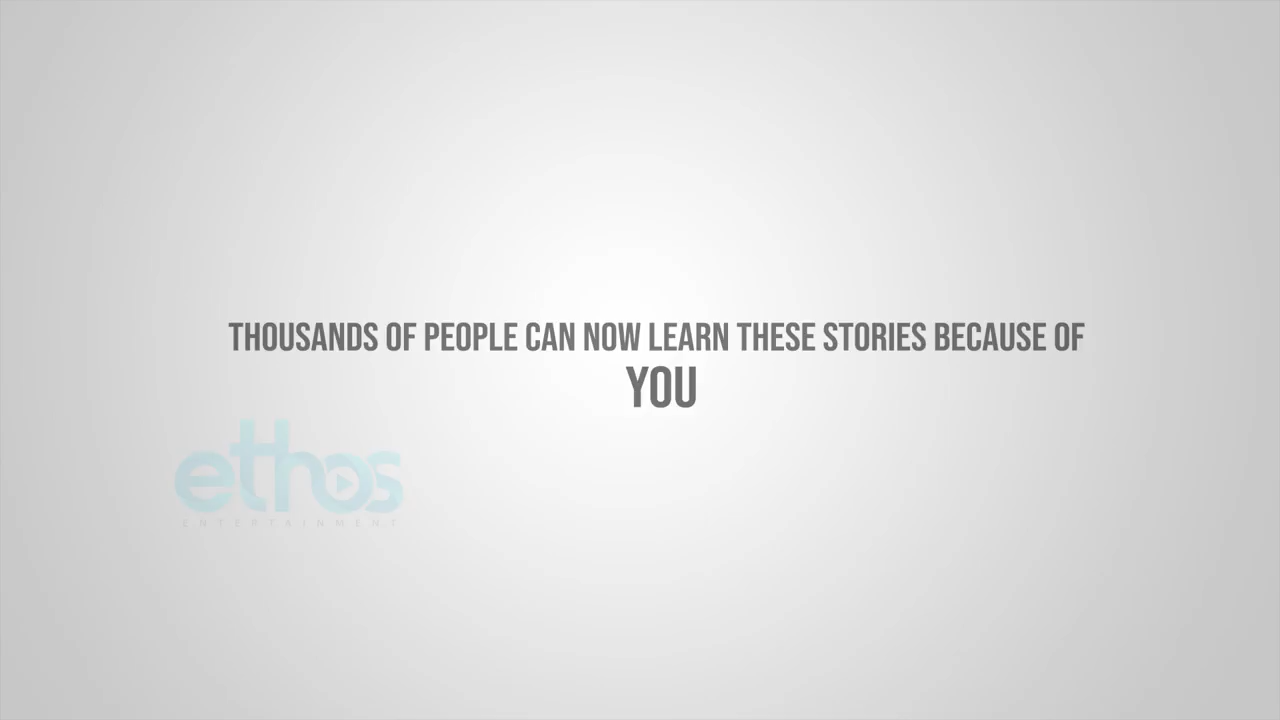 THOUSANDS OF PEOPLE CAN NOW LEARN THESE STORIES BECAUSE OF
YOU
ethos
ENTERTAINMENT